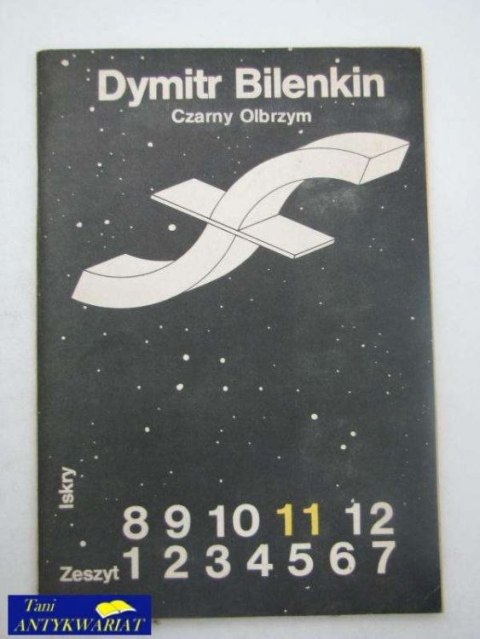 Dymitr Bilenkin
Czarny Olbrzym
Iskry
8 9 10 11 12
Zeszyt 1 2 3 4 5 6 7
Tani
ANTYKWARIAT